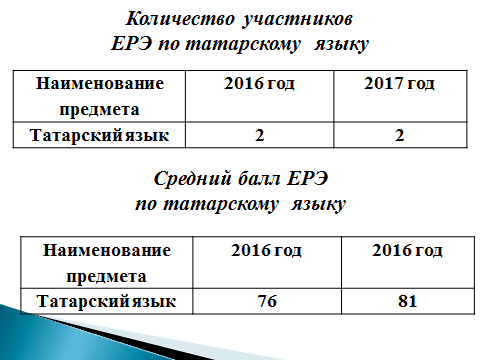 Количество участников
ЕРЭ по татарскому языку
Наименование предмета 2016 год 2017 год
Татарский язык 2 2
Средний балл ЕРЭ
по татарскому языку
Наименование предмета 2016 год 2016 год
Татарский язык 76 81